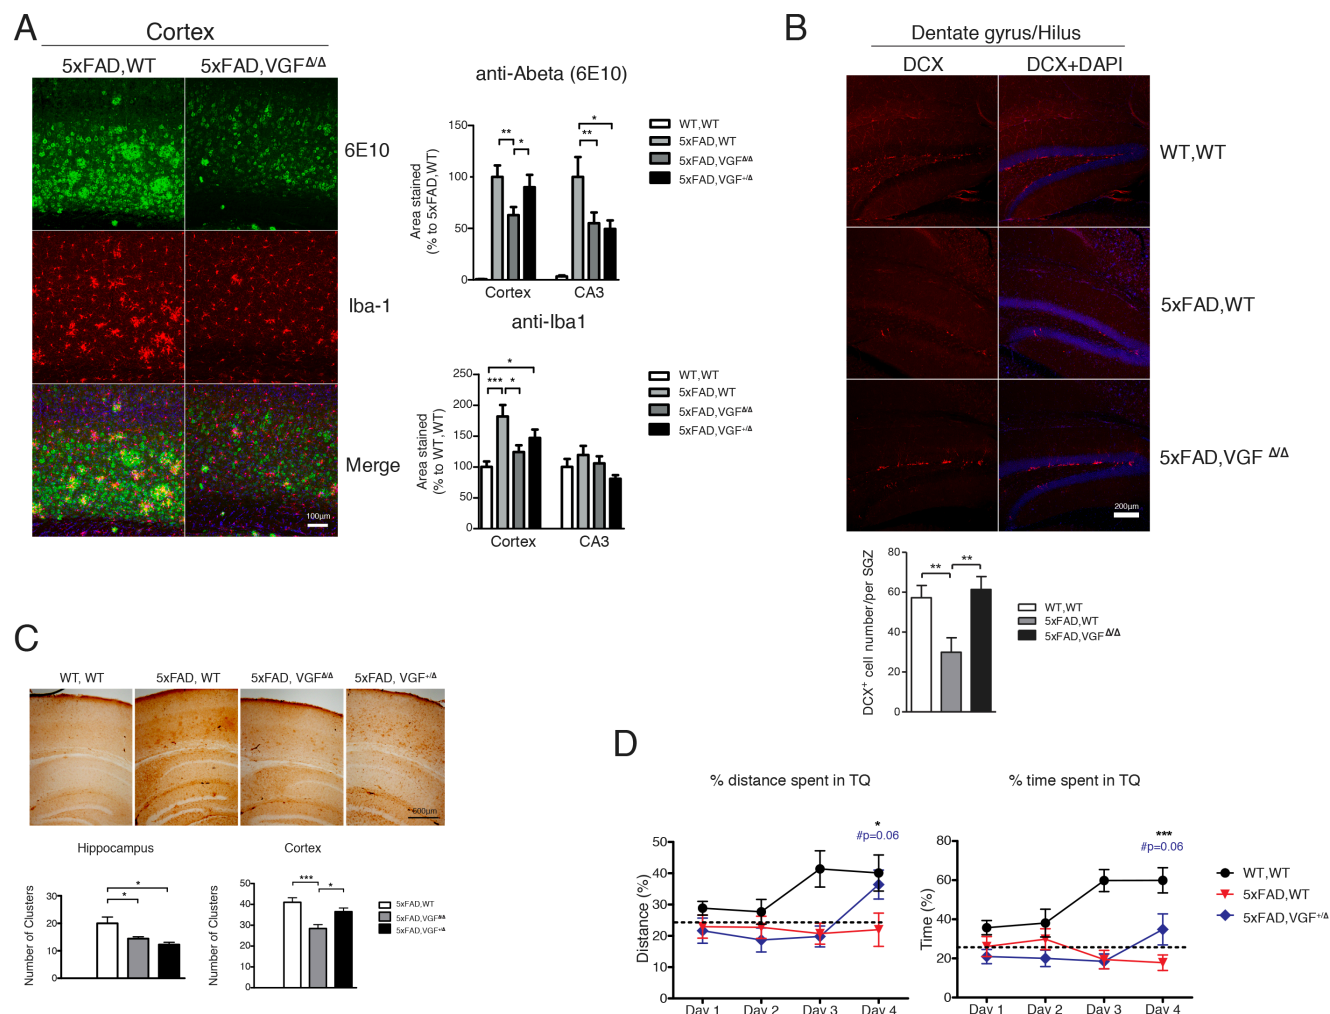 A
Cortex
5xFAD,WT
5xFAD,VGFΔ/Δ
6E10
Iba-1
Merge
100µm
anti-Abeta (6E10)
Area stained
(% to 5xFAD,WT)
150
100
50
0
** * ** *
Cortex
CA3
WT,WT
5xFAD,WT
5xFAD,VGFΔ/Δ
5xFAD,VGF+/Δ
anti-Iba1
Area stained
(% to WT,WT)
250
200
150
100
50
0
*
*** *
Cortex
CA3
WT,WT
5xFAD,WT
5xFAD,VGFΔ/Δ
5xFAD,VGF+/Δ
B
Dentate gyrus/Hilus
DCX
DCX+DAPI
WT,WT
5xFAD,WT
5xFAD,VGF Δ/Δ
200µm
DCX+ cell number/per SGZ
80
60
40
20
0
** **
WT,WT
5xFAD,WT
5xFAD,VGFΔ/Δ
C
WT, WT
5xFAD, WT
5xFAD, VGFΔ/Δ
5xFAD, VGF+/Δ
500µm
Hippocampus
Number of Clusters
30
20
10
0
*
*
Cortex
Number of Clusters
50
40
30
20
10
0
*** *
5xFAD,WT
5xFAD,VGFΔ/Δ
5xFAD,VGF+/Δ
D
% distance spent in TQ
*
#p=0.06
Distance (%)
50
40
30
20
10
0
Day 1 Day 2 Day 3 Day 4
% time spent in TQ
***
#p=0.06
Time (%)
80
60
40
20
0
Day 1 Day 2 Day 3 Day 4
WT,WT
5xFAD,WT
5xFAD,VGF+/Δ